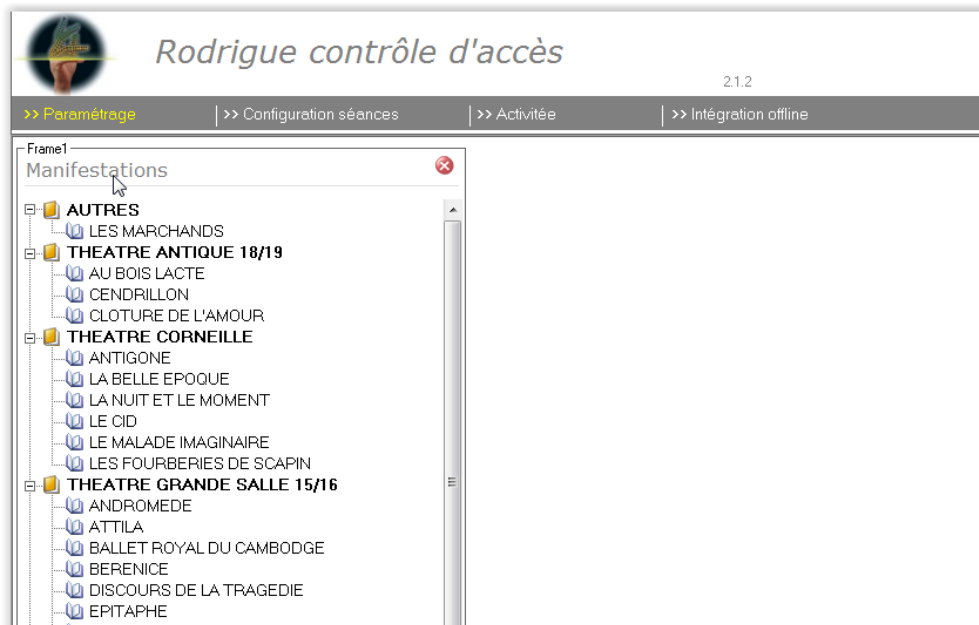 Rodrigue contrôle d'accès
2.1.2
>> Paramétrage >> Configuration séances >> Activitée >> Intégration offline
Frame1
Manifestations
AUTRES
LES MARCHANDS
THEATRE ANTIQUE 18/19
AU BOIS LACTE
CENDRILLON
CLOTURE DE L'AMOUR
THEATRE CORNEILLE
ANTIGONE
LA BELLE EPOQUE
LA NUIT ET LE MOMENT
LE CID
LE MALADE IMAGINAIRE
LES FOURBERIES DE SCAPIN
THEATRE GRANDE SALLE 15/16
ANDROMEDE
ATTILA
BALLET ROYAL DU CAMBODGE
BERENICE
DISCOURS DE LA TRAGEDIE
EPITAPHE